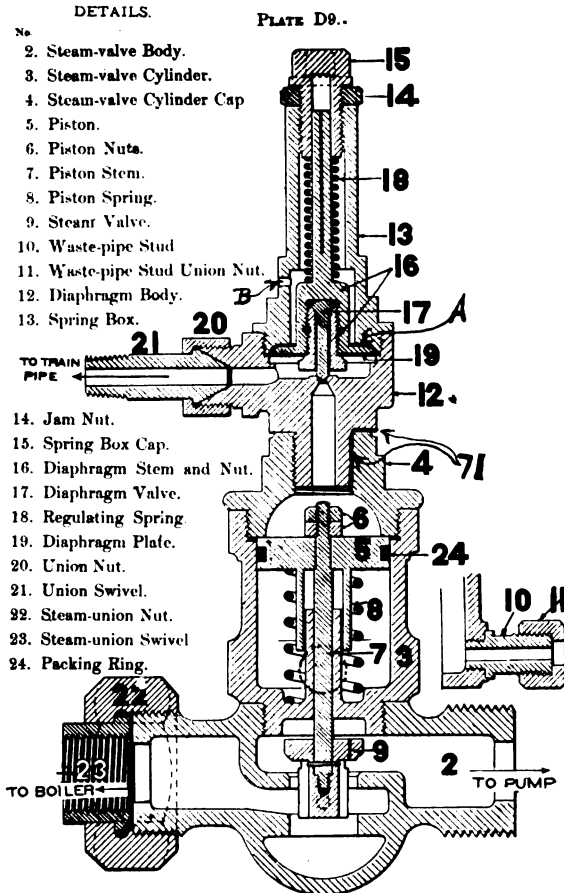 DETAILS.
PLATE D9..
No.
2. Steam-valve Body.
3. Steam-valve Cylinder.
4. Steam-valve Cylinder Cap
5. Piston.
6. Piston Nuts.
7. Piston Stem.
8. Piston Spring.
9. Steam Valve.
10. Waste-pipe Stud
11. Waste-pipe Stud Union Nut.
12. Diaphragm Body.
13. Spring Box.
14. Jam Nut.
15. Spring Box Cap.
16. Diaphragm Stem and Nut.
17. Diaphragm Valve.
18. Regulating Spring
19. Diaphragm Plate.
20. Union Nut.
21. Union Swivel.
22. Steam-union Nut.
23. Steam-union Swivel
24. Packing Ring.
15
14
18
13
16
B
17
A
20
21
19
TO TRAIN
PIPE
12
4
71
6
5
24
8
7
3
10
11
22
9
23
2
TO BOILER
TO PUMP